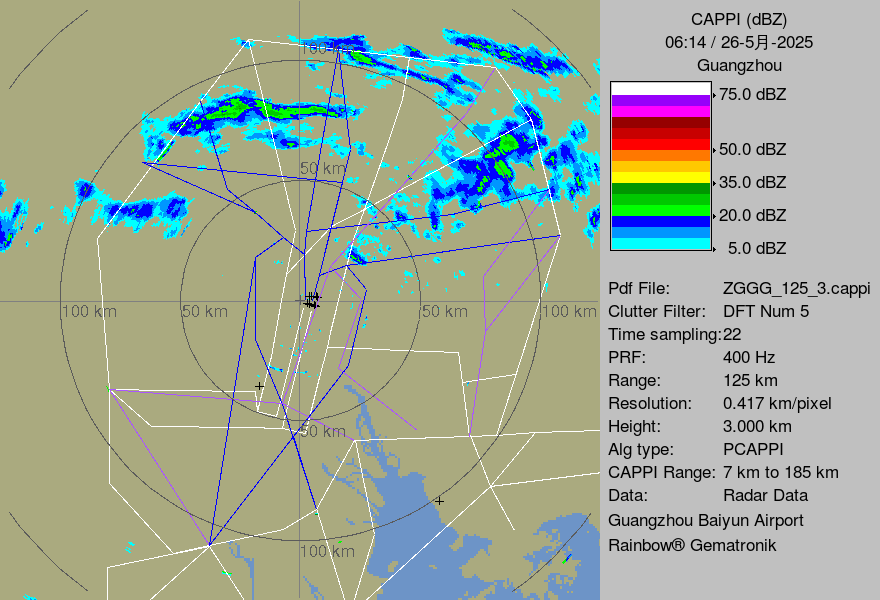 CAPPI (dBZ)
06:14 / 26-5月-2025
Guangzhou
75.0 dBZ
50.0 dBZ
35.0 dBZ
20.0 dBZ
5.0 dBZ
Pdf File: ZGGG_125_3.cappi
Clutter Filter: DFT Num 5
Time sampling:22
PRF: 400 Hz
Range: 125 km
Resolution: 0.417 km/pixel
Height: 3.000 km
Alg type: PCAPPI
CAPPI Range: 7 km to 185 km
Data: Radar Data
Guangzhou Baiyun Airport
Rainbow® Gematronik
100 km
50 km
100 km
50 km
50 km
100 km
50 km
100 km